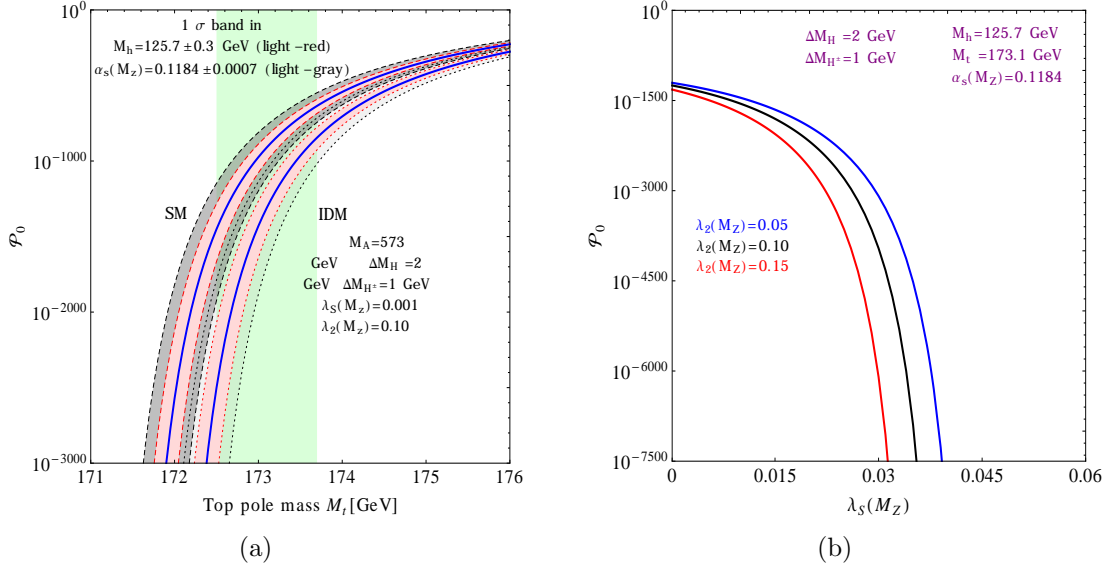 1 σ band in
M_h=125.7 ±0.3 GeV (light-red)
α_s(M_Z)=0.1184 ±0.0007 (light-gray)
SM
IDM
M_A=573
GeV ΔM_H =2
GeV ΔM_H±=1 GeV
λ_S(M_Z)=0.001
λ_2(M_Z)=0.10
𝒫_0
10^0
10^-1000
10^-2000
10^-3000
171 172 173 174 175 176
Top pole mass M_t [GeV]
(a)
ΔM_H =2 GeV
ΔM_H±=1 GeV
M_h=125.7
M_t =173.1 GeV
α_s(M_Z)=0.1184
λ_2(M_Z)=0.05
λ_2(M_Z)=0.10
λ_2(M_Z)=0.15
𝒫_0
10^0
10^-1500
10^-3000
10^-4500
10^-6000
10^-7500
0 0.015 0.03 0.045 0.06
λ_S(M_Z)
(b)